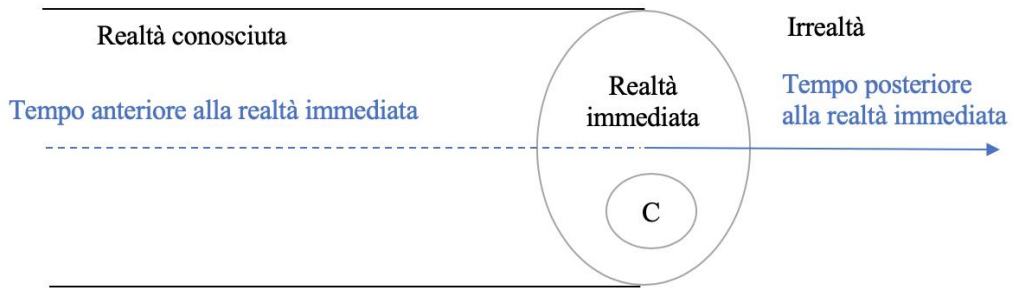 Realtà conosciuta
Irrealtà
Tempo anteriore alla realtà immediata
Realtà
immediata
Tempo posteriore
alla realtà immediata
C